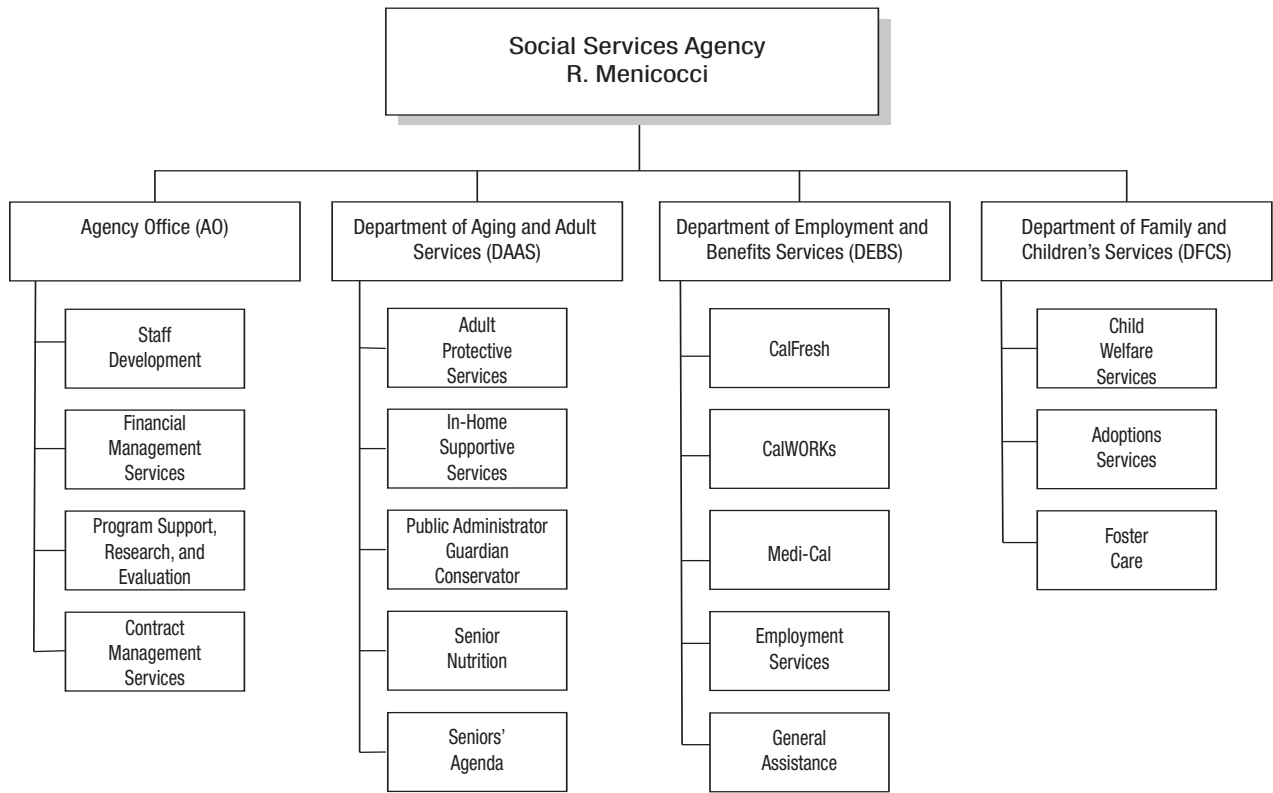 Social Services Agency
R. Menicocci
Agency Office (AO)
Staff
Development
Financial
Management
Services
Program Support,
Research, and
Evaluation
Contract
Management
Services
Department of Aging and Adult
Services (DAAS)
Adult
Protective
Services
In-Home
Supportive
Services
Public Administrator
Guardian
Conservator
Senior
Nutrition
Seniors’
Agenda
Department of Employment and
Benefits Services (DEBS)
CalFresh
CalWORKs
Medi-Cal
Employment
Services
General
Assistance
Department of Family and
Children’s Services (DFCS)
Child
Welfare
Services
Adoptions
Services
Foster
Care